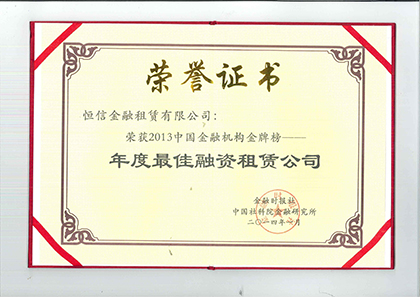 荣誉证书
恒信金融租赁有限公司：
荣获2013中国金融机构金牌榜——
年度最佳融资租赁公司
金融时报社
中国社科院金融研究所
二〇一四年一月